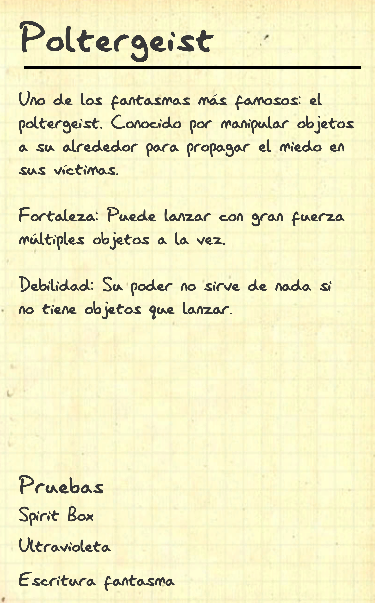 Poltergeist
Uno de los fantasmas más famosos: el
poltergeist. Conocido por manipular objetos
a su alrededor para propagar el miedo en
sus víctimas.
Fortaleza: Puede lanzar con gran fuerza
múltiples objetos a la vez.
Debilidad: Su poder no sirve de nada si
no tiene objetos que lanzar.
Pruebas
Spirit Box
Ultravioleta
Escritura fantasma